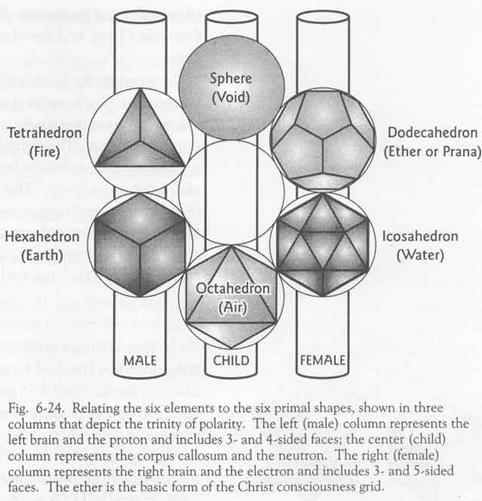 Sphere
(Void)
Tetrahedron
(Fire)
Dodecahedron
(Ether or Prana)
Hexahedron
(Earth)
Icosahedron
(Water)
Octahedron
(Air)
MALE
CHILD
FEMALE
Fig. 6-24. Relating the six elements to the six primal shapes, shown in three
columns that depict the trinity of polarity. The left (male) column represents the
left brain and the proton and includes 3- and 4-sided faces; the center (child)
column represents the corpus callosum and the neutron. The right (female)
column represents the right brain and the electron and includes 3- and 5-sided
faces. The ether is the basic form of the Christ consciousness grid.